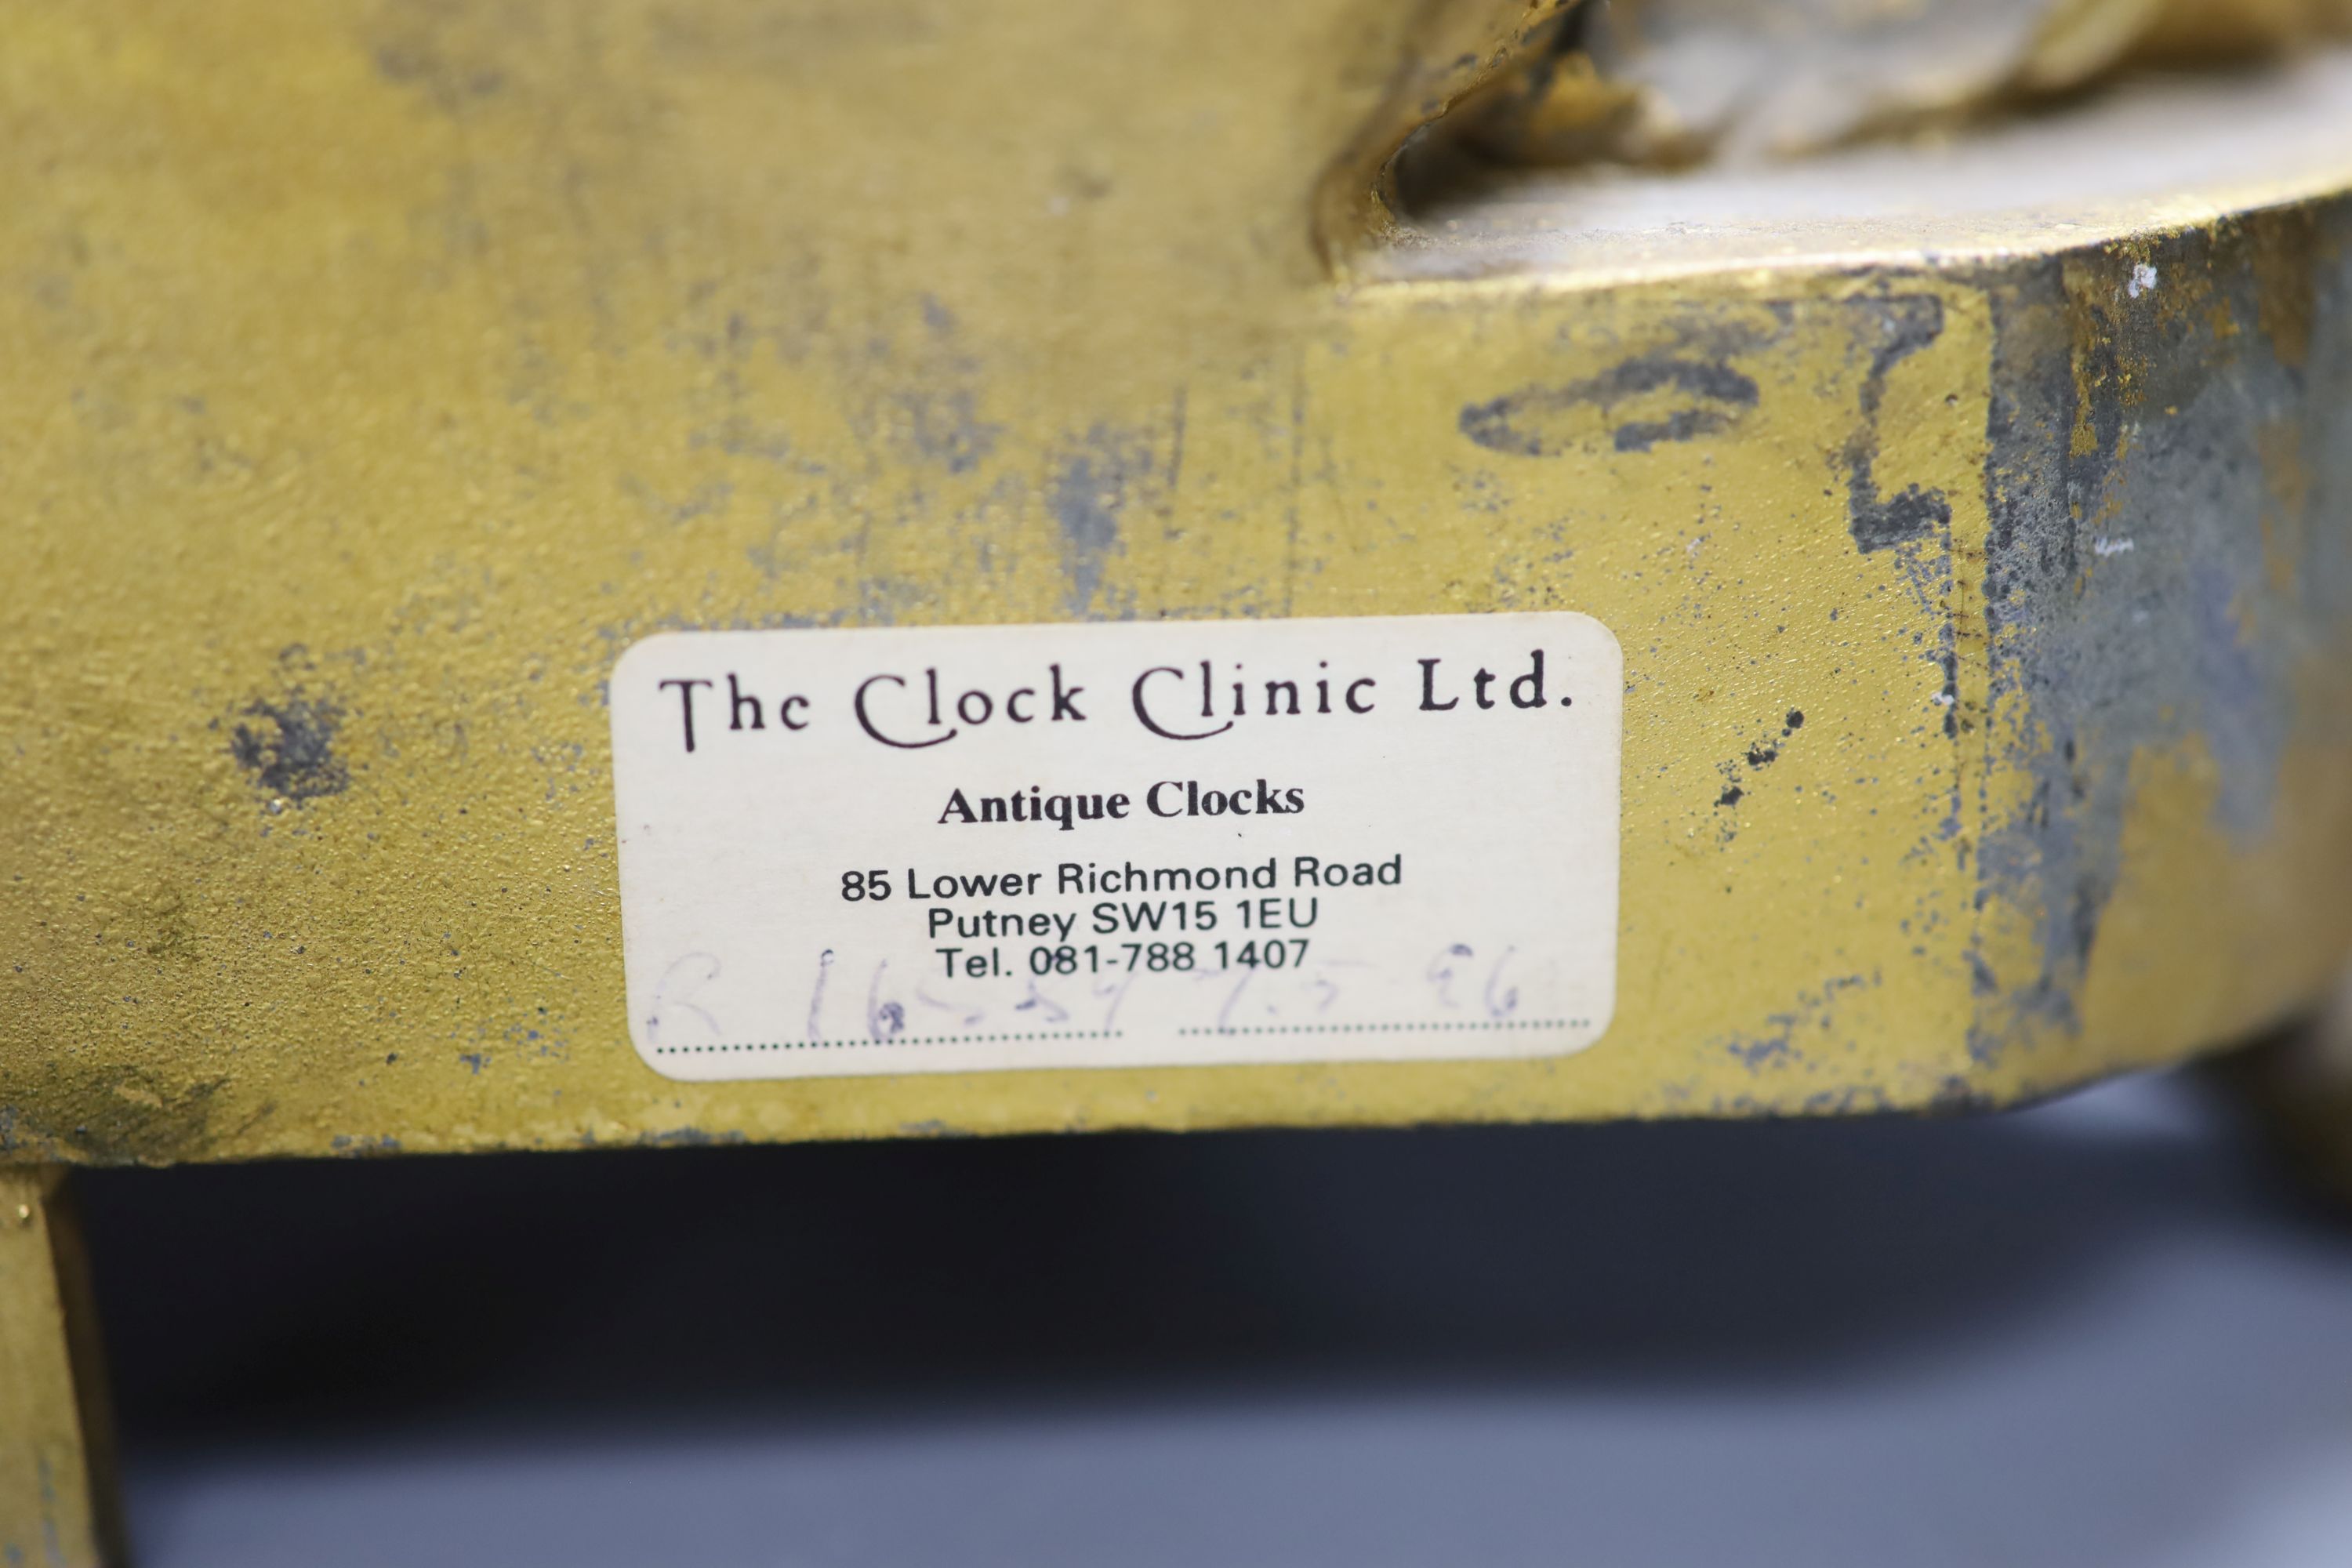 The Clock Clinic Ltd.
Antique Clocks
85 Lower Richmond Road
Putney SW15 1EU
Tel. 081-788 1407
R